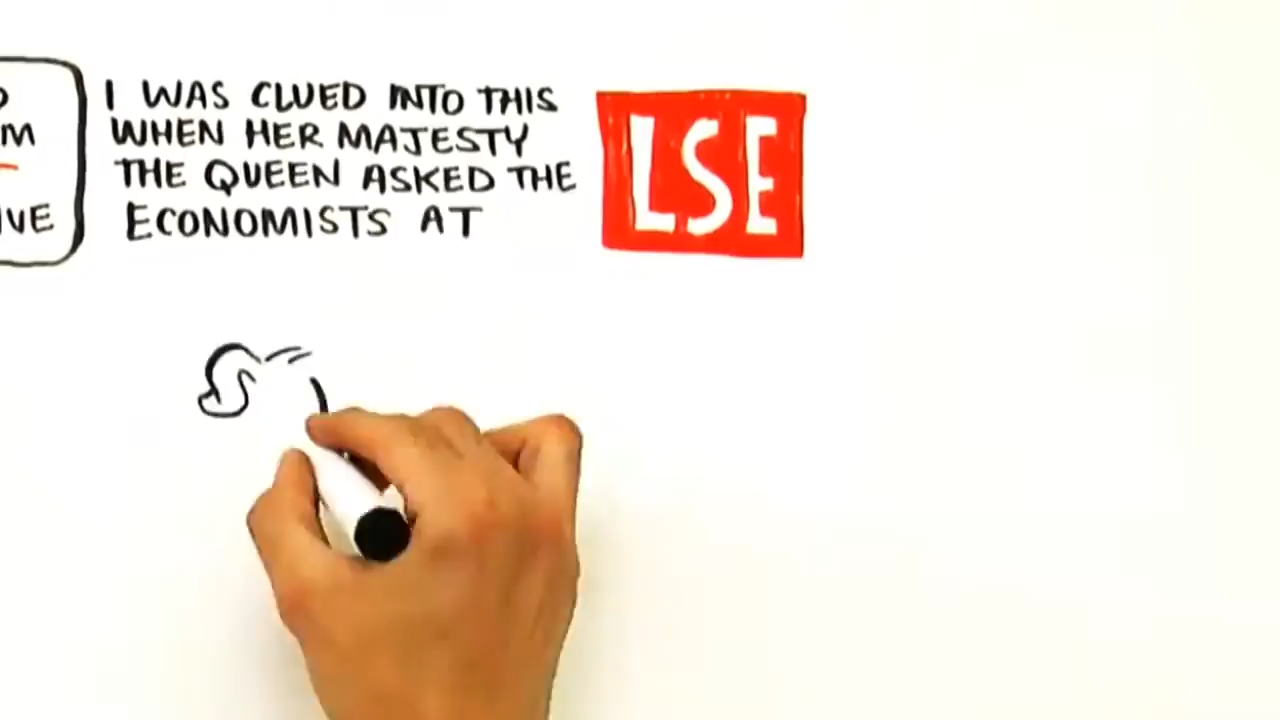 I WAS CLUED INTO THIS
WHEN HER MAJESTY
THE QUEEN ASKED THE
ECONOMISTS AT
LSE